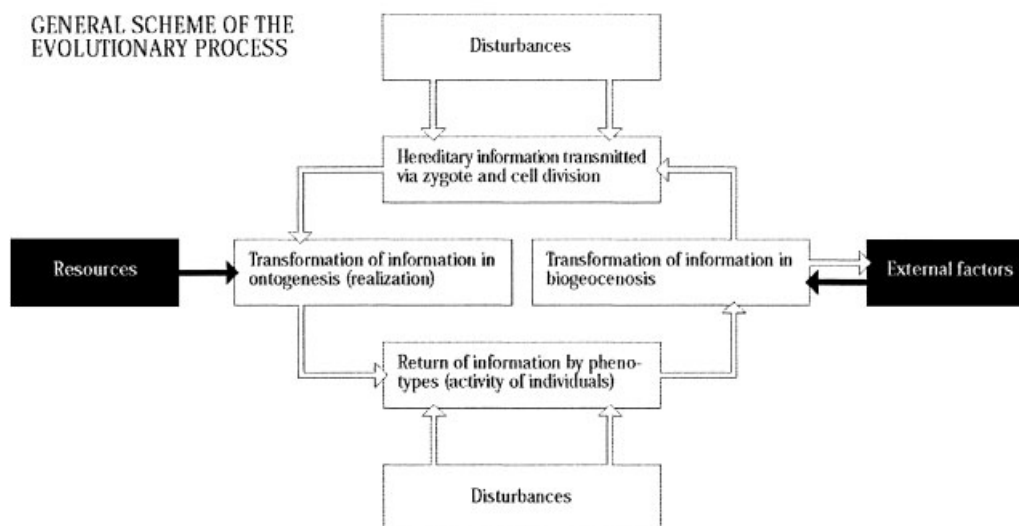 GENERAL SCHEME OF THE
EVOLUTIONARY PROCESS
Disturbances
Hereditary information transmitted
via zygote and cell division
Resources
Transformation of information in
ontogenesis (realization)
Transformation of information in
biogeocenosis
External factors
Return of information by pheno-
types (activity of individuals)
Disturbances